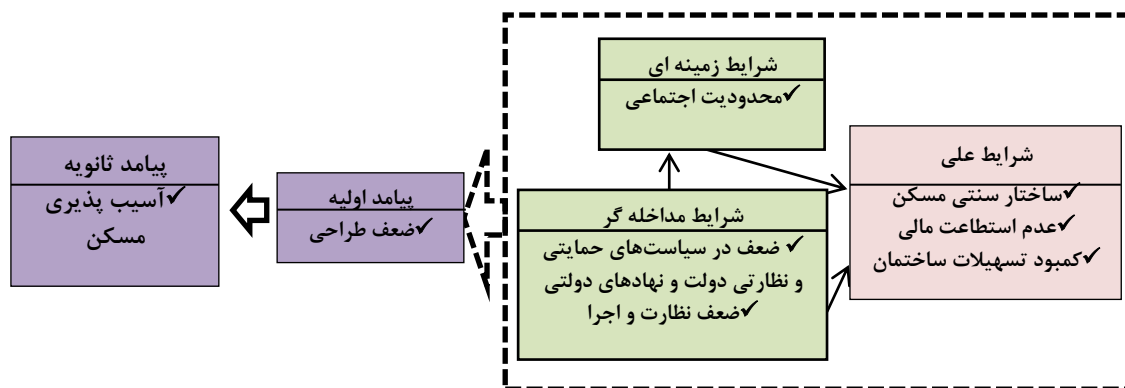 شرایط زمینه ای
✓محدودیت اجتماعی
شرایط علی
✓ساختار سنتی مسکن
✓عدم استطاعت مالی
✓کمبود تسهیلات ساختمان
شرایط مداخله گر
✓ ضعف در سیاست‌های حمایتی
و نظارتی دولت و نهادهای دولتی
✓ضعف نظارت و اجرا
پیامد اولیه
✓ضعف طراحی
پیامد ثانویه
✓آسیب پذیری
مسکن